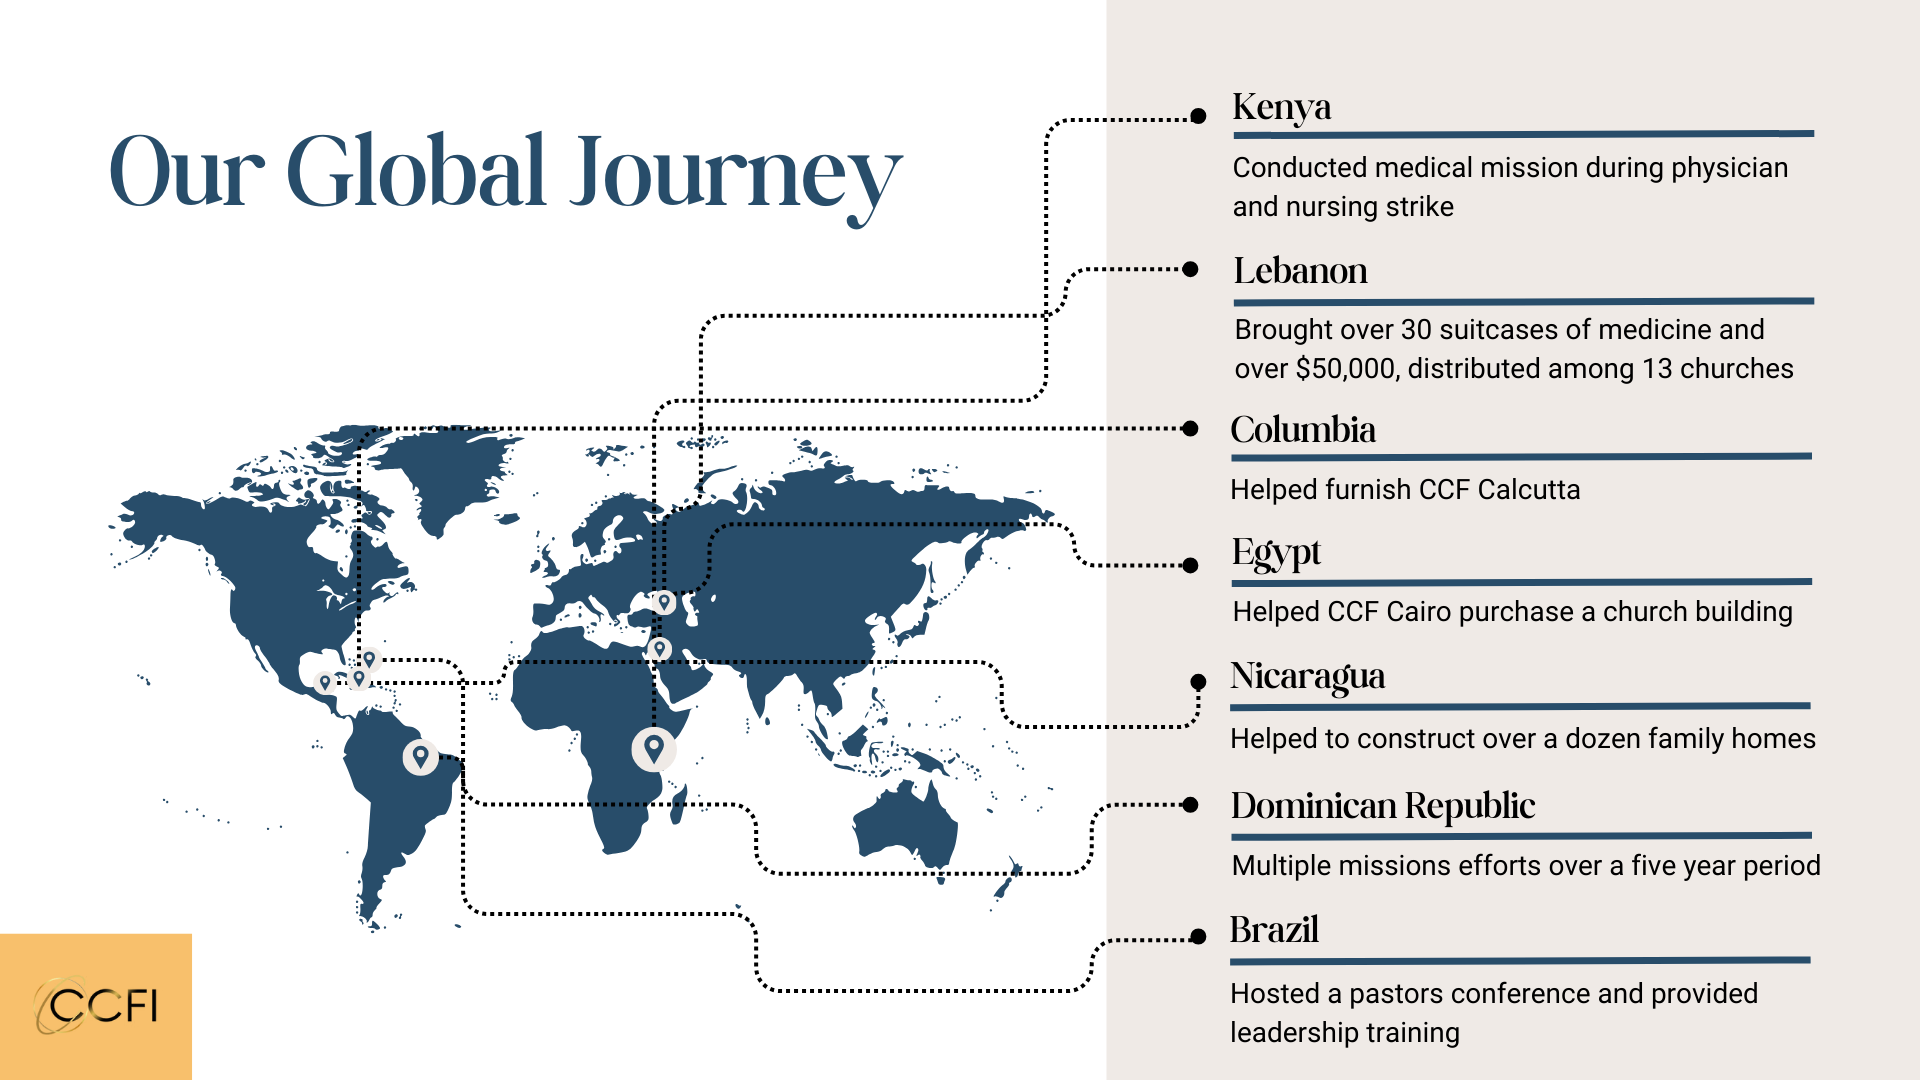 Our Global Journey
Kenya
Conducted medical mission during physician
and nursing strike
Lebanon
Brought over 30 suitcases of medicine and
over $50,000, distributed among 13 churches
Columbia
Helped furnish CCF Calcutta
Egypt
Helped CCF Cairo purchase a church building
Nicaragua
Helped to construct over a dozen family homes
Dominican Republic
Multiple missions efforts over a five year period
Brazil
Hosted a pastors conference and provided
leadership training
CCFI